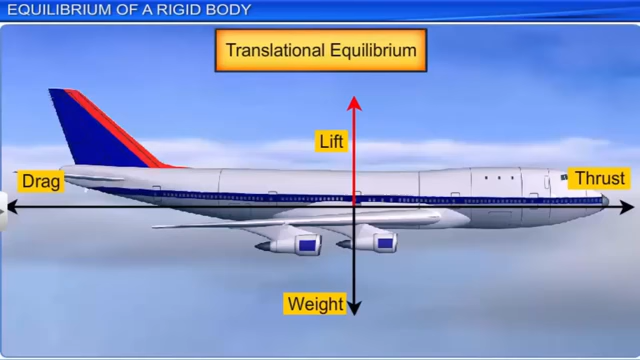 EQUILIBRIUM OF A RIGID BODY
Translational Equilibrium
Lift
Drag
Thrust
Weight